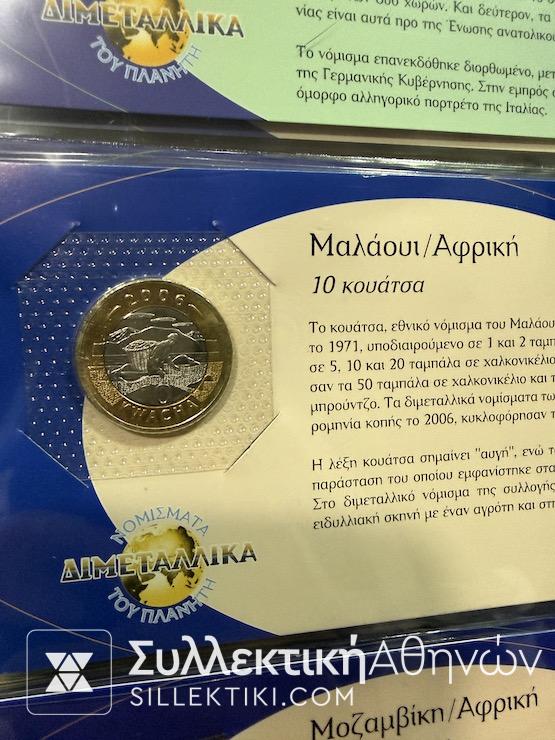 ΔΙΜΕΤΑΛΛΙΚΑ
ΤΟΥ ΠΛΑΝΗΤΗ
χωρών. Και δεύτερον, τα
νίας είναι αυτά προ της Ένωσης ανατολικού
Το νόμισμα επανεκδόθηκε διορθωμένο, με
της Γερμανικής Κυβέρνησης. Στην εμπρός
όμορφο αλληγορικό πορτρέτο της Ιταλίας.
Μαλάουι/Αφρική
10 κουάτσα
2006
10
KWACHA
Το κουάτσα, εθνικό νόμισμα του Μαλάου
το 1971, υποδιαιρούμενο σε 1 και 2 ταμπ
σε 5, 10 και 20 ταμπάλα σε χαλκονικέλιο
σαν τα 50 ταμπάλα σε χαλκονικέλιο και τ
μπρούντζο. Τα διμεταλλικά νομίσματα τω
ρομηνία κοπής το 2006, κυκλοφόρησαν τ
Η λέξη κουάτσα σημαίνει "αυγή", ενώ τ
παράσταση του οποίου εμφανίστηκε στα
Στο διμεταλλικό νόμισμα της συλλογής
ειδυλλιακή σκηνή με έναν αγρότη και στη
ΝΟΜΙΣΜΑΤΑ
ΔΙΜΕΤΑΛΛΙΚΑ
ΤΟΥ ΠΛΑΝΗΤΗ
ΣυλλεκτικήΑθηνών
SILLEKTIKI.COM
Μοζαμβίκη/Αφρική